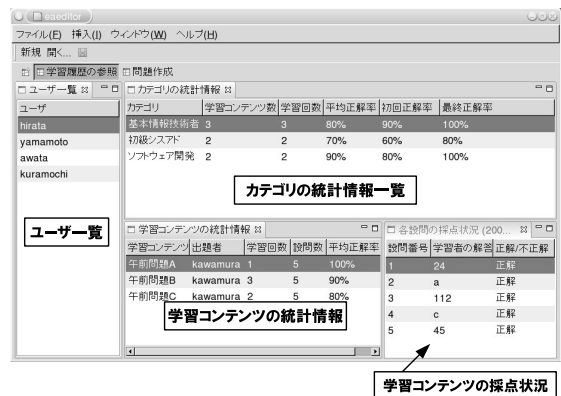 eaeditor
ファイル(F) 挿入(I) ウィンドウ(W) ヘルプ(H)
新規 開く...
学習履歴の参照 問題作成
ユーザー覧
ユーザ
hirata
yamamoto
awata
kuramochi
ユーザー覧
カテゴリの統計情報
カテゴリ 学習コンテンツ数 学習回数 平均正解率 初回正解率 最終正解率
基本情報技術者 3 3 80% 90% 100%
初級シスアド 2 2 70% 60% 80%
ソフトウェア開発 2 2 90% 80% 100%
カテゴリの統計情報一覧
学習コンテンツの統計情報
学習コンテンツ 出題者 学習回数 設問数 平均正解率
午前問題A kawamura 1 5 100%
午前問題B kawamura 3 5 90%
午前問題C kawamura 2 5 80%
学習コンテンツの統計情報
各設問の採点状況 (200...
設問番号 学習者の解答 正解/不正解
1 24 正解
2 a 正解
3 112 正解
4 c 正解
5 45 正解
学習コンテンツの採点状況